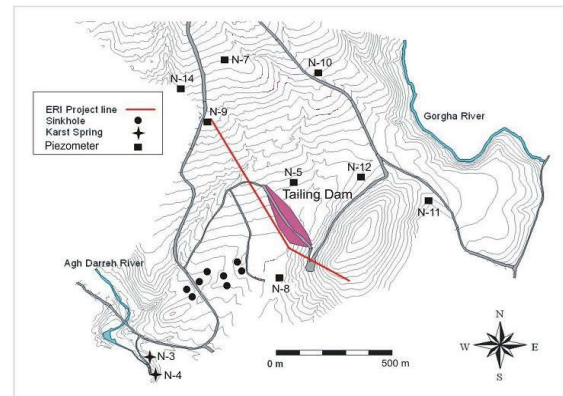 N-7
N-10
N-14
ERI Project line
Sinkhole
Karst Spring
Piezometer
N-9
Gorgha River
N-5
N-12
Tailing Dam
N-11
Agh Darreh River
N-8
N
W E
S
N-3
N-4
0 m 500 m